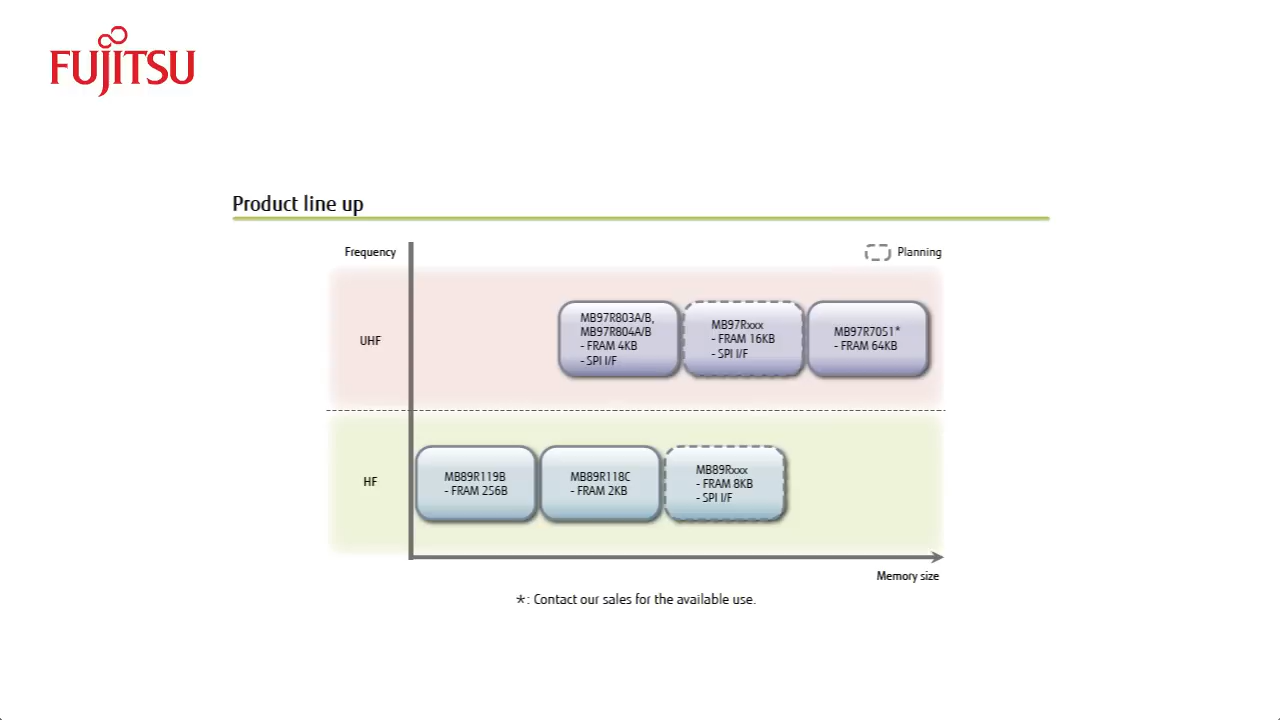 FUJITSU
Product line up
Frequency
Planning
UHF
MB97R803A/B,
MB97R804A/B
- FRAM 4KB
- SPI I/F
MB97Rxxx
- FRAM 16KB
- SPI I/F
MB97R7051*
- FRAM 64KB
HF
MB89R119B
- FRAM 256B
MB89R118C
- FRAM 2KB
MB89Rxxx
- FRAM 8KB
- SPI I/F
Memory size
*: Contact our sales for the available use.